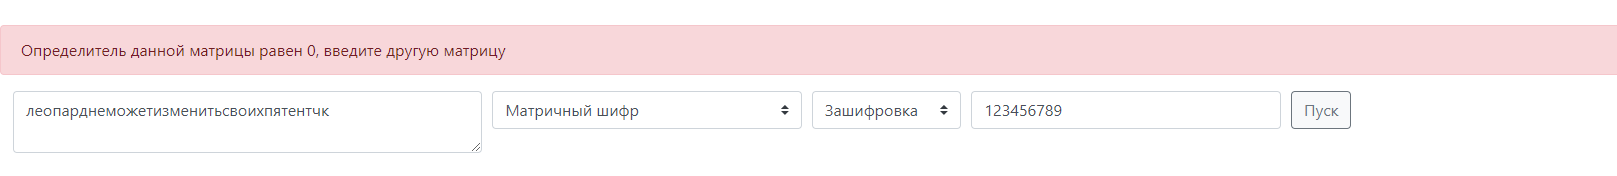 Определитель данной матрицы равен 0, введите другую матрицу
леопарднеможетизменитьсвоихпятентчк
Матричный шифр
Зашифровка
123456789
Пуск